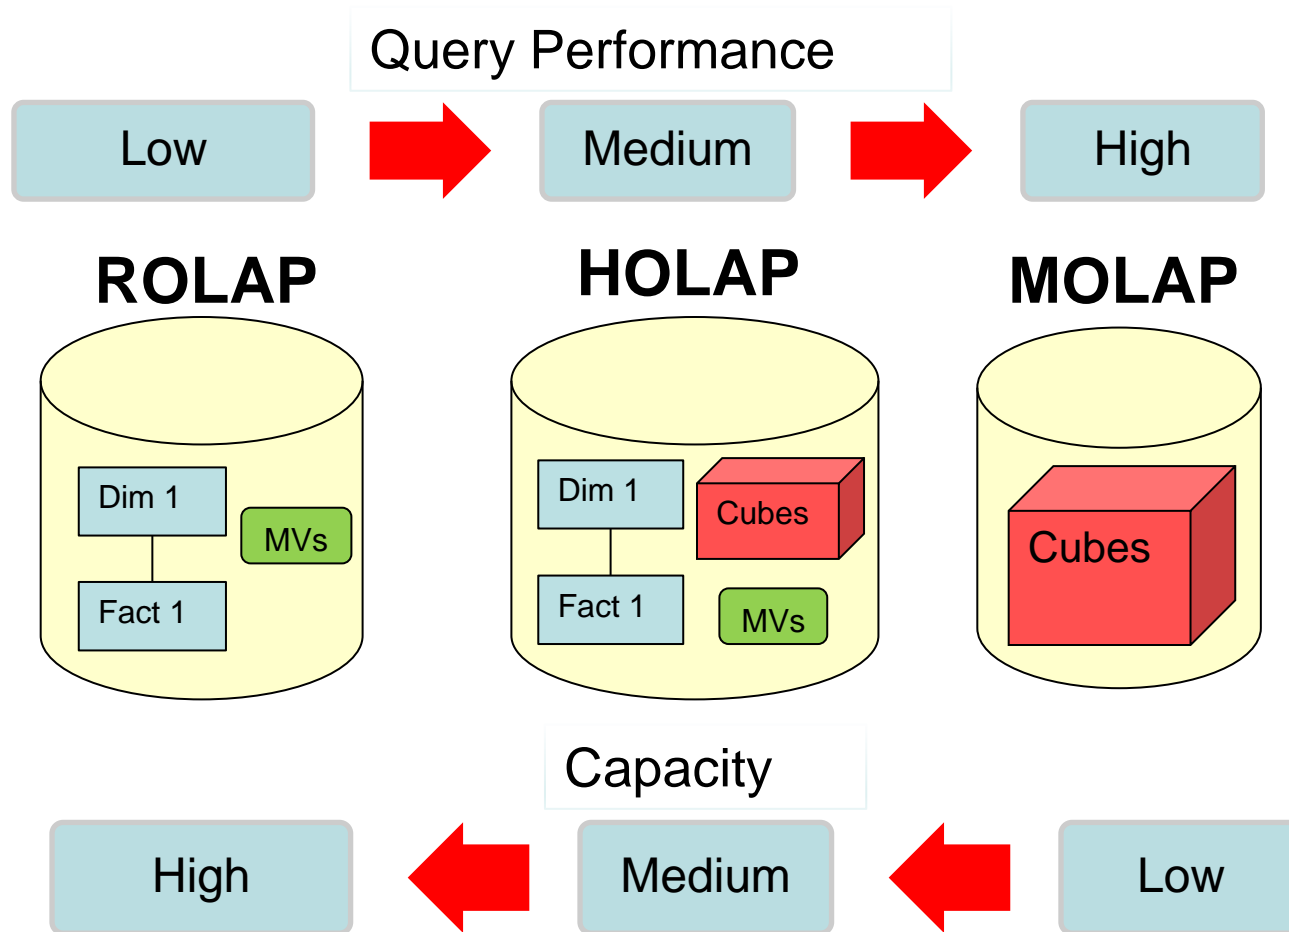 Query Performance
Low
Medium
High
ROLAP
HOLAP
MOLAP
Dim 1
MVs
Fact 1
Dim 1
Cubes
Fact 1
MVs
Cubes
Capacity
High
Medium
Low